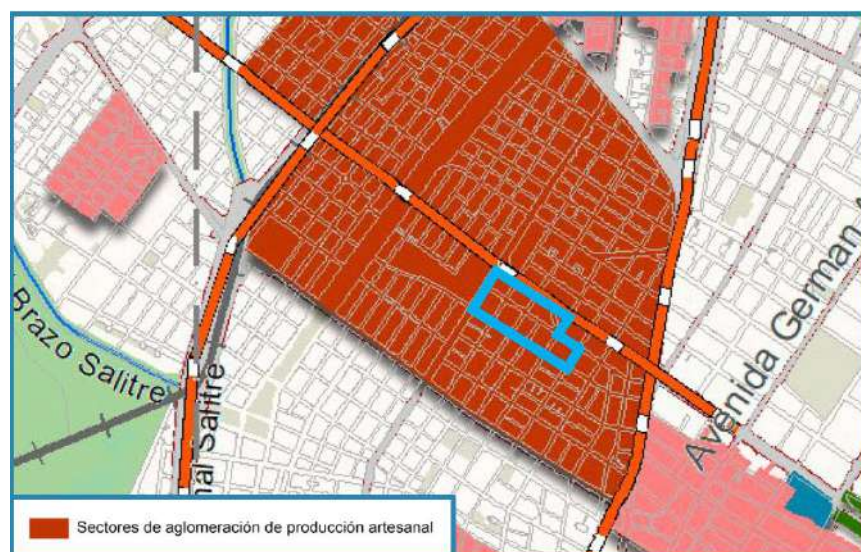 Avenida German A
Brazo Salitre
nal Salitre
Sectores de aglomeración de producción artesanal